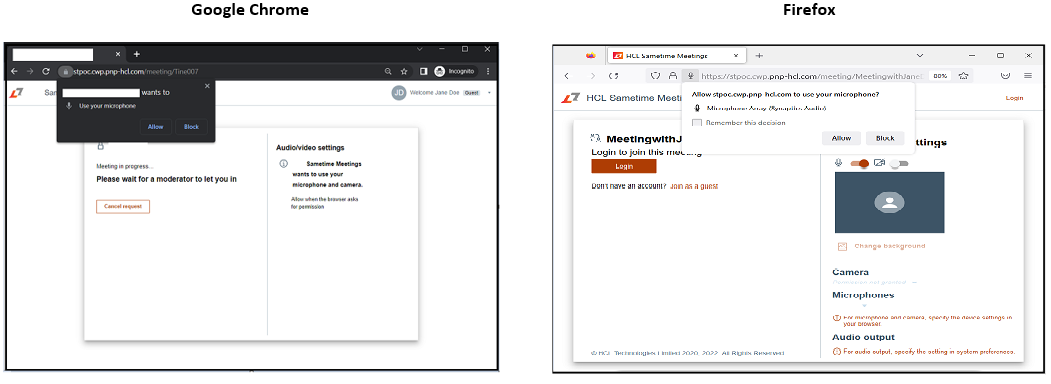 Google Chrome
stpoc.cwp.pnp-hcl.com/meeting/Tine007
Incognito
wants to
Use your microphone
Allow
Block
Welcome Jane Doe
Guest
JD
Meeting in progress...
Please wait for a moderator to let you in
Cancel request
Audio/video settings
Sametime Meetings
wants to use your
microphone and camera.
Allow when the browser asks
for permission
Firefox
HCL Sametime Meetings
https://stpoc.cwp.pnp-hcl.com/meeting/MeetingwithJane
80%
HCL Sametime Mee
Allow stpoc.cwp.pnp-hcl.com to use your microphone?
Microphone Array (Synaptics Audio)
Remember this decision
Allow
Block
Login
MeetingwithJ
Login to join this meeting
Login
Don't have an account? Join as a guest
ttings
Change background
Camera
Microphones
For microphone and camera, specify the device settings in
your browser.
Audio output
For audio output, specify the setting in system preferences.
© HCL Technologies Limited 2020, 2022. All Rights Reserved